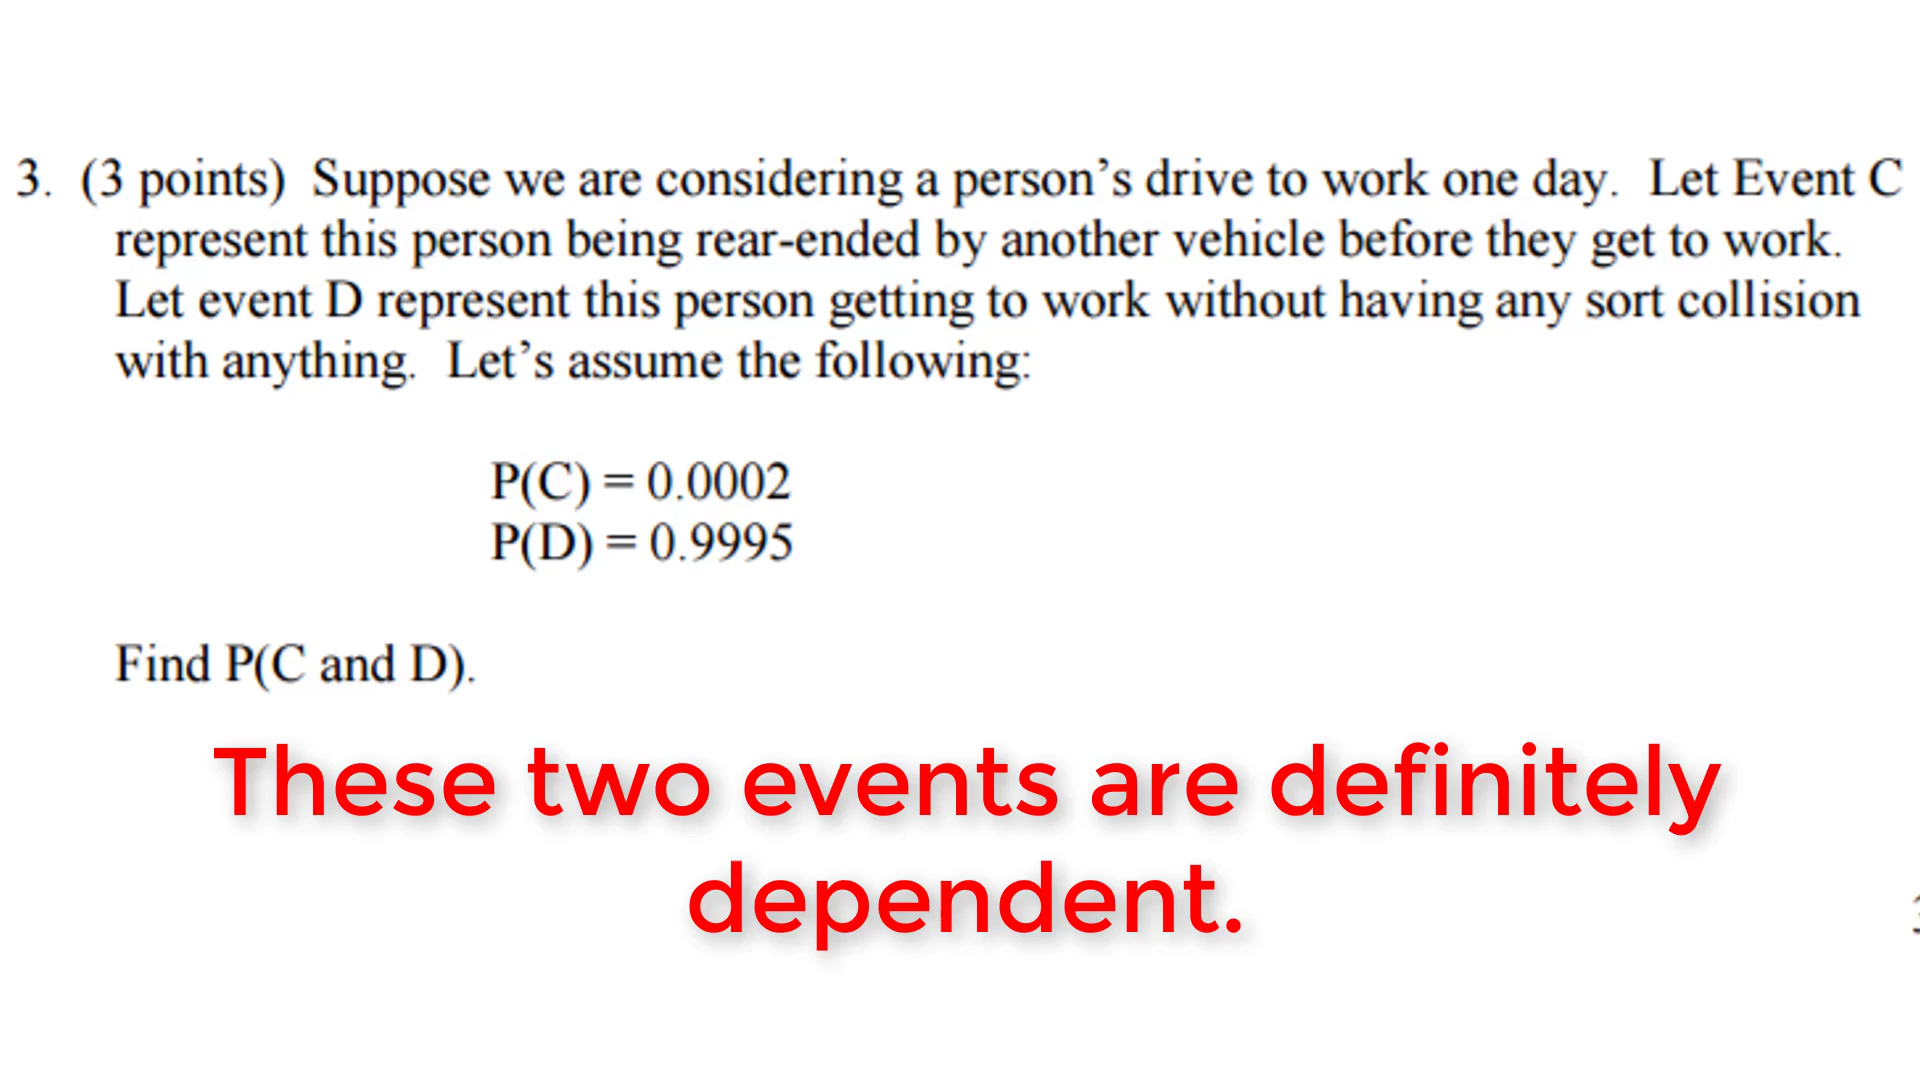 3. (3 points) Suppose we are considering a person’s drive to work one day. Let Event C
represent this person being rear-ended by another vehicle before they get to work.
Let event D represent this person getting to work without having any sort collision
with anything. Let’s assume the following:
P(C) = 0.0002
P(D) = 0.9995
Find P(C and D).
These two events are definitely
dependent.